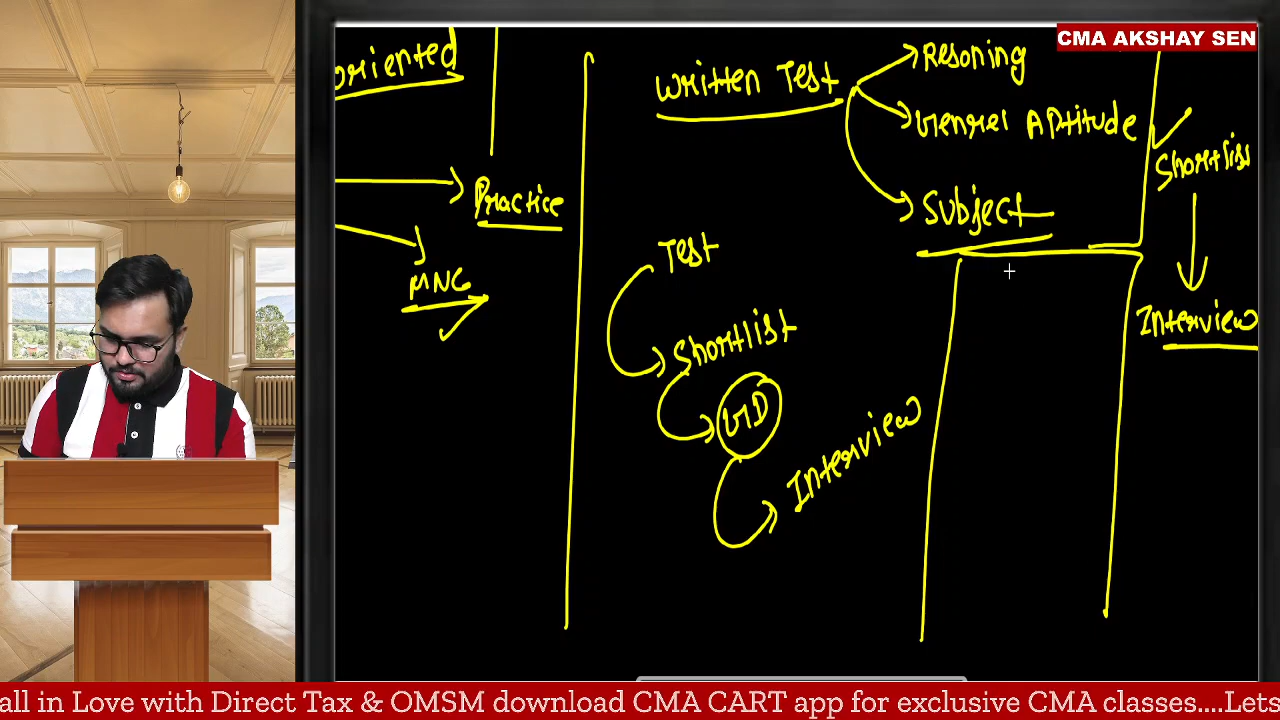 CMA AKSHAY SEN
oriented
Practice
MNC
Written Test
Resoning
Genrel Aptitude
Subject
Shortlist
Interview
Test
Shortlist
GD
Interview
all in Love with Direct Tax & OMSM download CMA CART app for exclusive CMA classes....Lets